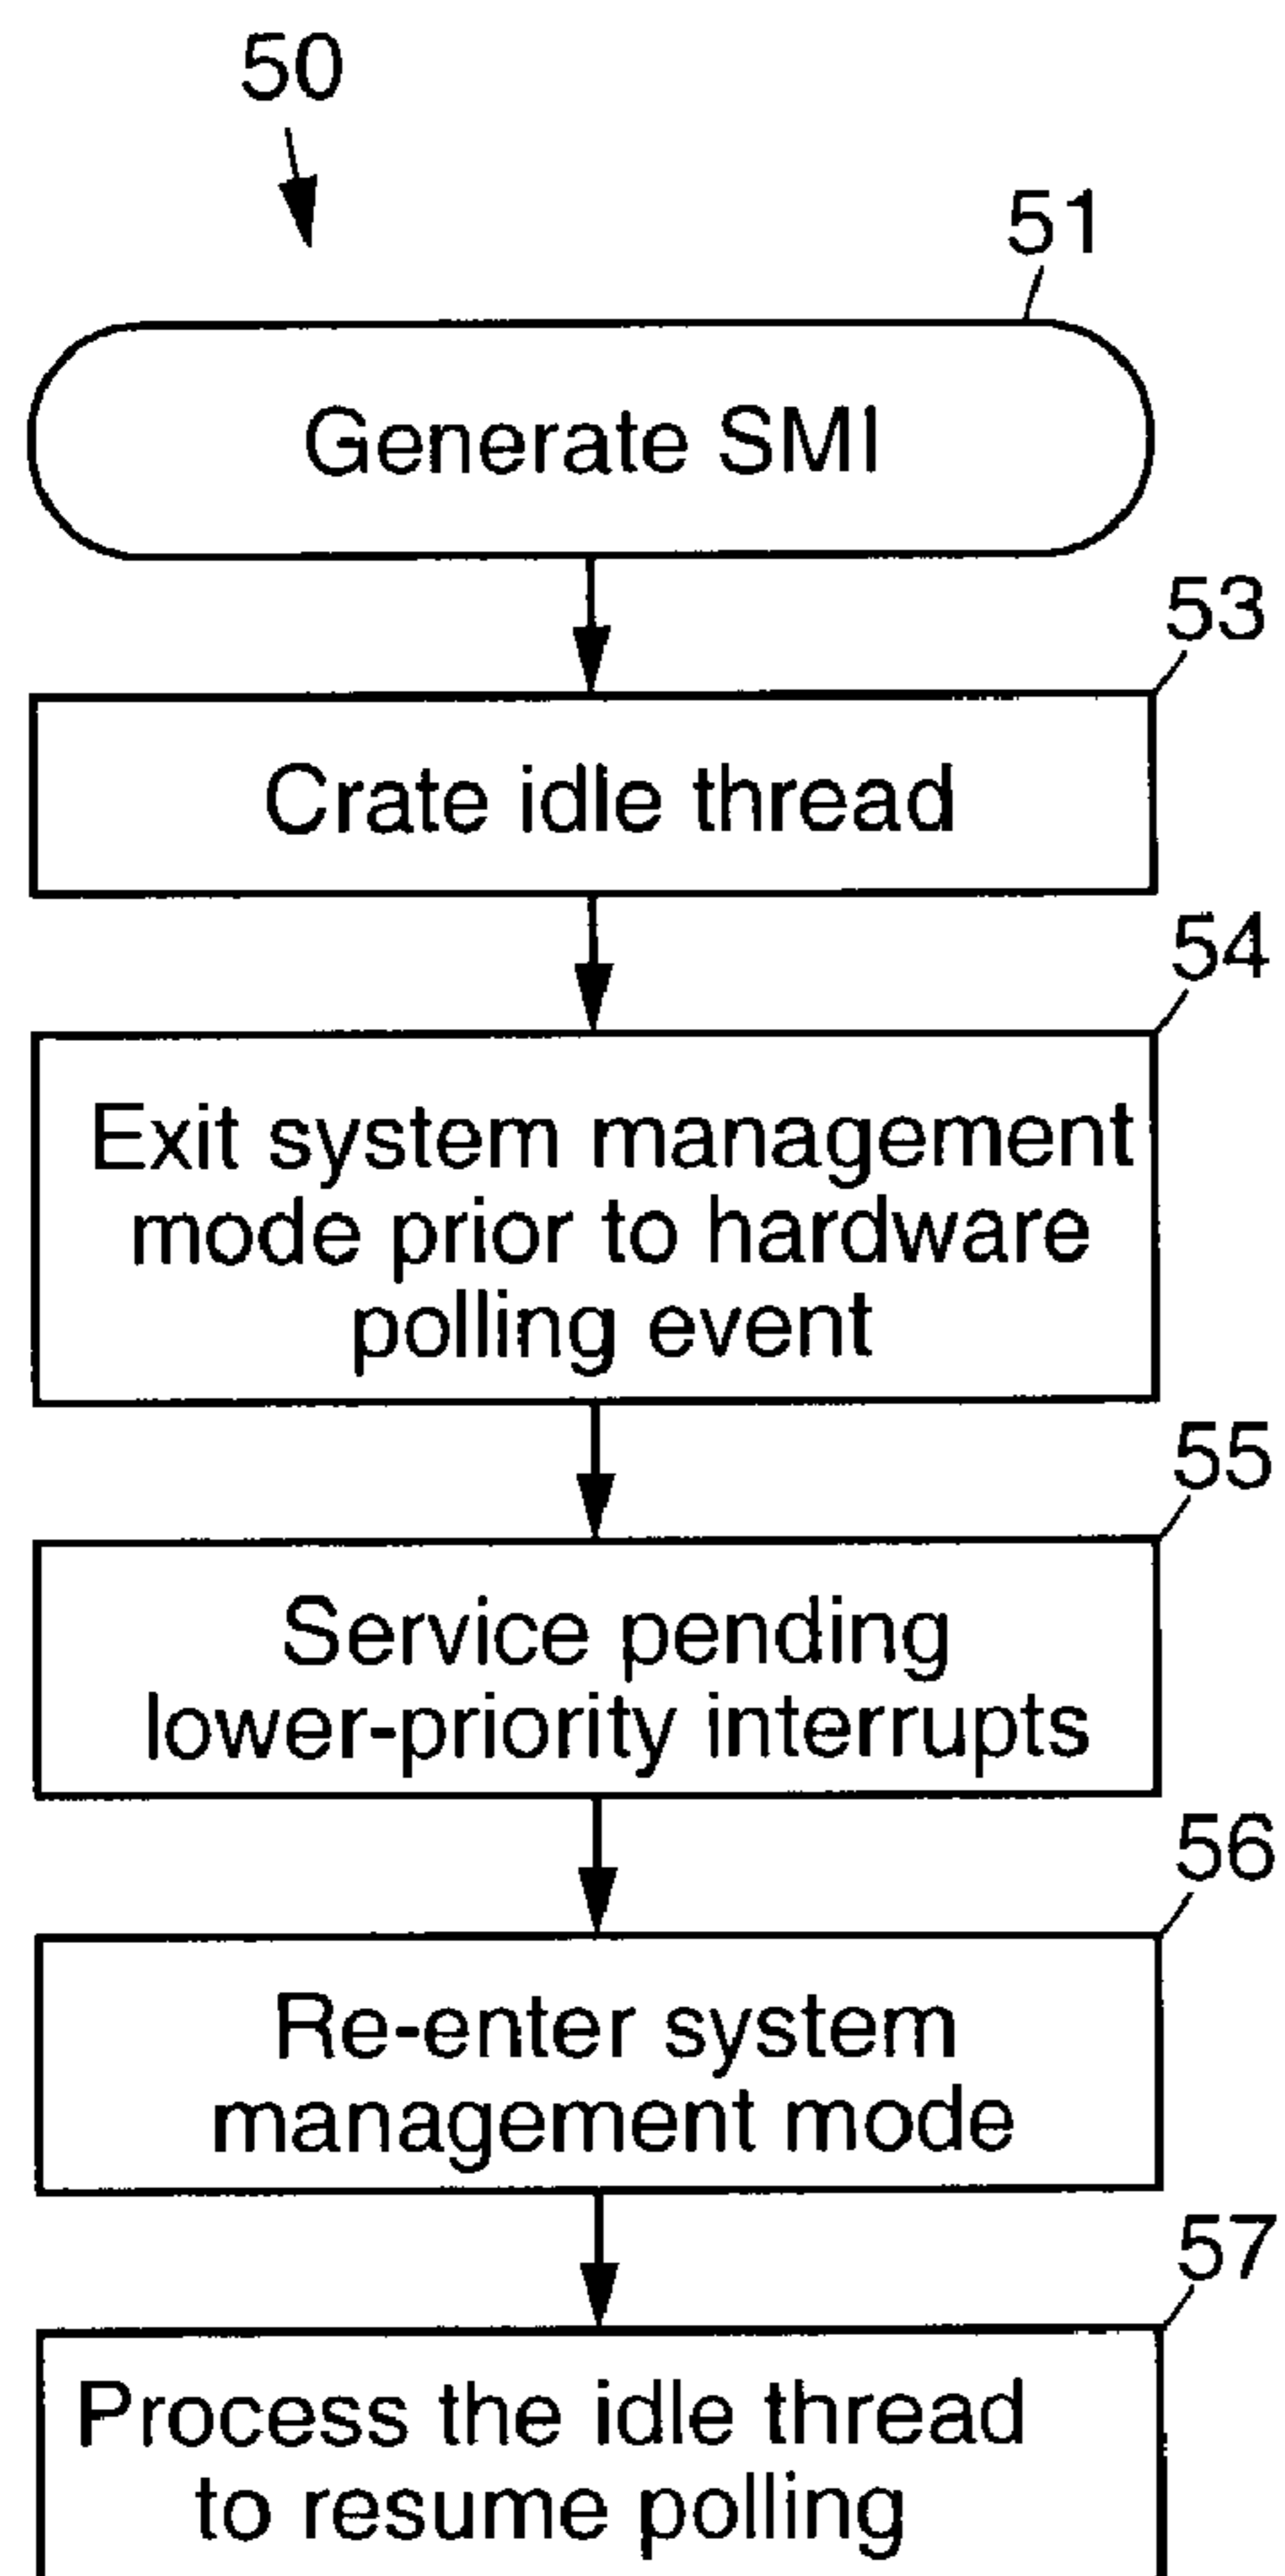 50
51
Generate SMI
53
Crate idle thread
54
Exit system management
mode prior to hardware
polling event
55
Service pending
lower-priority interrupts
56
Re-enter system
management mode
57
Process the idle thread
to resume polling